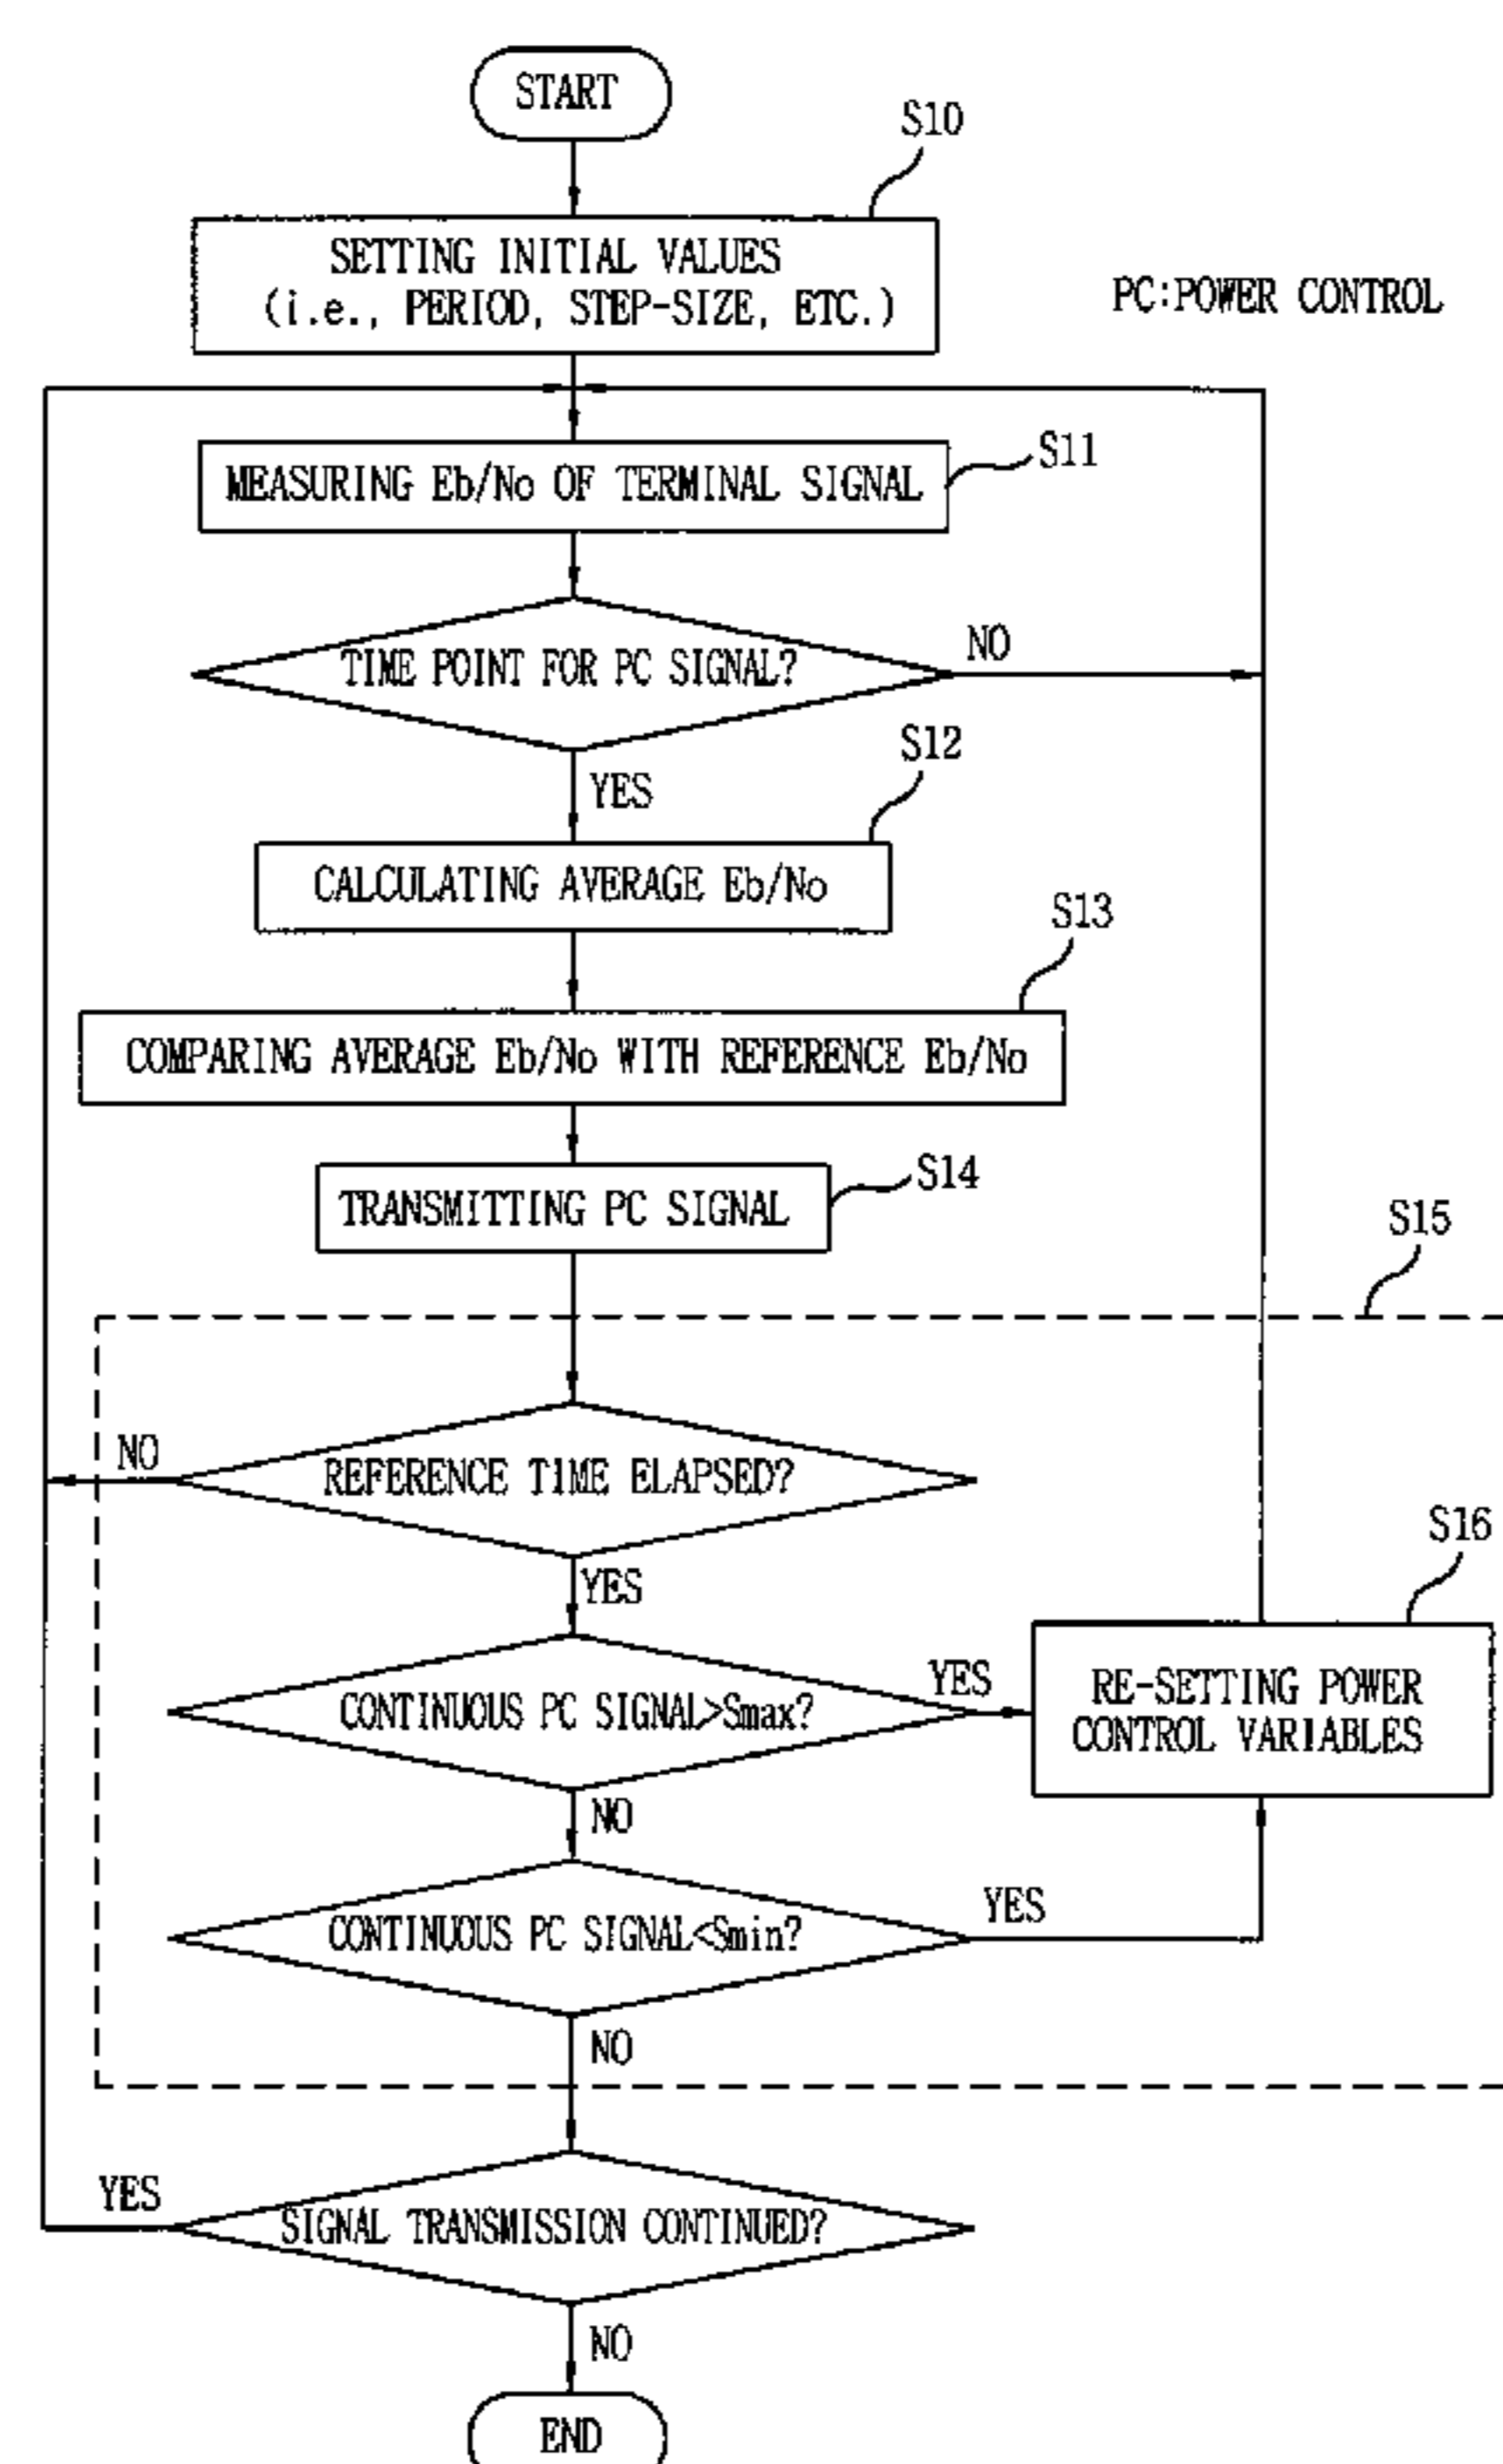 START
S10
SETTING INITIAL VALUES
(i.e., PERIOD, STEP-SIZE, ETC.)
PC:POWER CONTROL
MEASURING Eb/No OF TERMINAL SIGNAL
S11
TIME POINT FOR PC SIGNAL?
NO
YES
S12
CALCULATING AVERAGE Eb/No
S13
COMPARING AVERAGE Eb/No WITH REFERENCE Eb/No
TRANSMITTING PC SIGNAL
S14
S15
REFERENCE TIME ELAPSED?
NO
YES
S16
CONTINUOUS PC SIGNAL>Smax?
YES
RE-SETTING POWER
CONTROL VARIABLES
NO
CONTINUOUS PC SIGNAL<Smin?
YES
NO
SIGNAL TRANSMISSION CONTINUED?
YES
NO
END